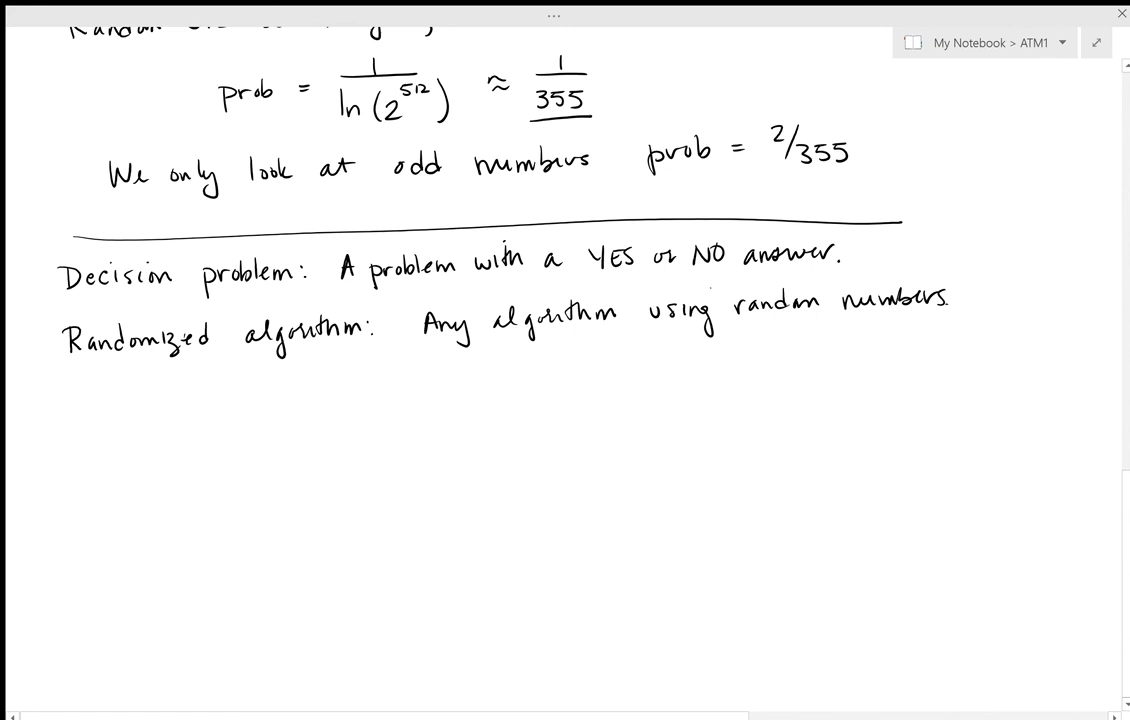 ...
My Notebook > ATM1
Random
prob = 1 / ln(2^512) ≈ 1 / 355
We only look at odd numbers prob = 2/355
Decision problem: A problem with a YES or NO answer.
Randomized algorithm: Any algorithm using random numbers.